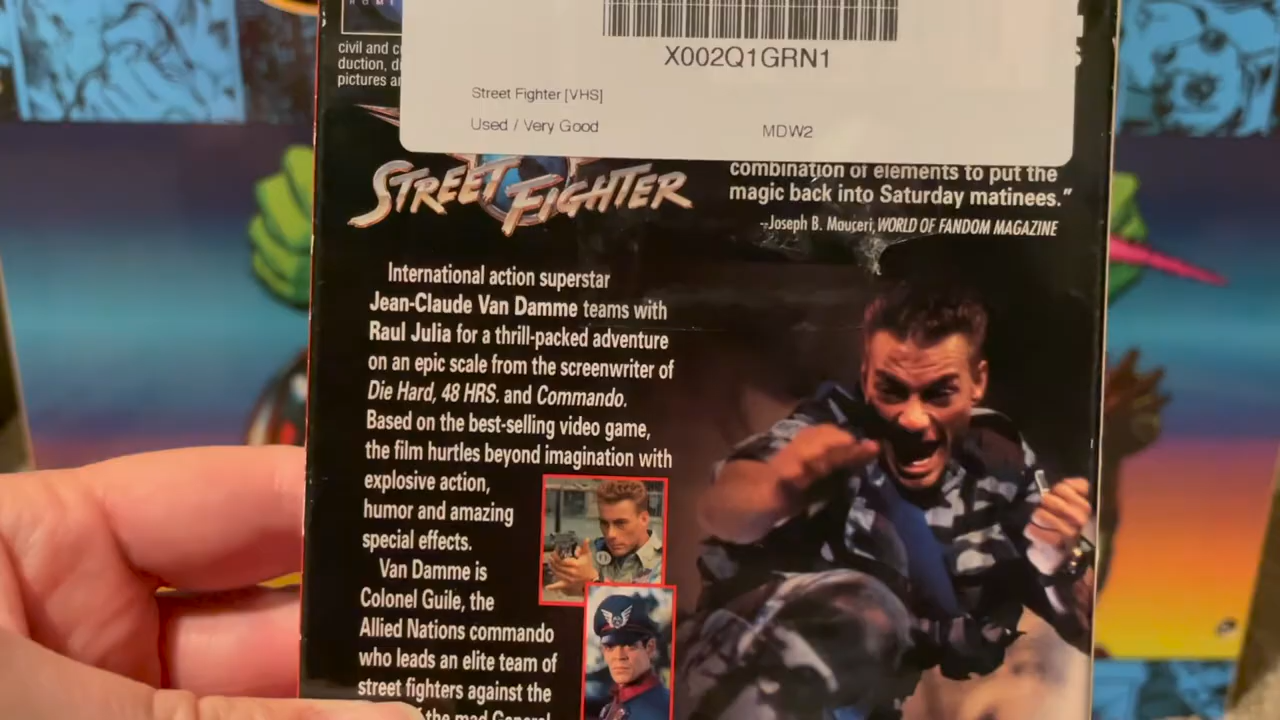 HOME
civil and c
duction, d
pictures a
X002Q1GRN1
Street Fighter [VHS]
Used / Very Good
MDW2
STREET FIGHTER
combination of elements to put the
magic back into Saturday matinees."
--Joseph B. Mauceri, WORLD OF FANDOM MAGAZINE
International action superstar
Jean-Claude Van Damme teams with
Raul Julia for a thrill-packed adventure
on an epic scale from the screenwriter of
Die Hard, 48 HRS. and Commando.
Based on the best-selling video game,
the film hurtles beyond imagination with
explosive action,
humor and amazing
special effects.
Van Damme is
Colonel Guile, the
Allied Nations commando
who leads an elite team of
street fighters against the
the mad General